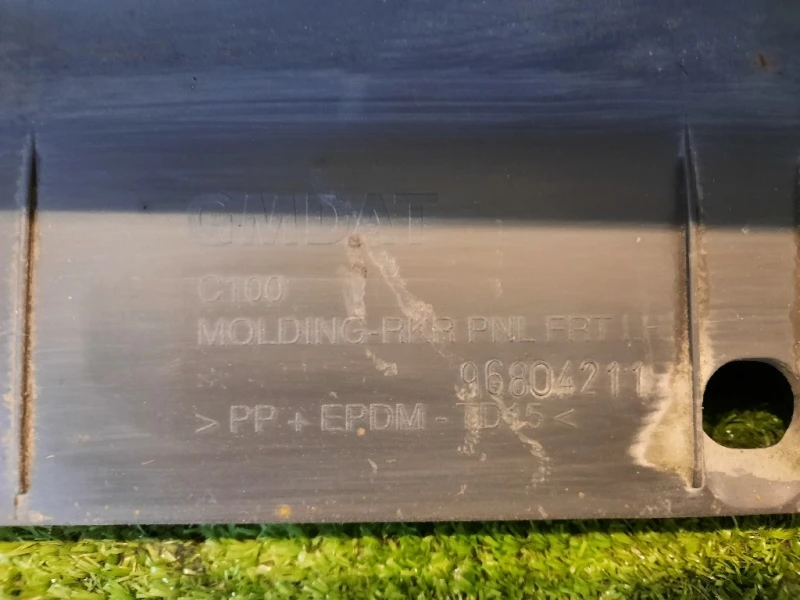 GMDAT
C100
MOLDING-RKR PNL FRT LH
96804211
>PP + EPDM - TD15<